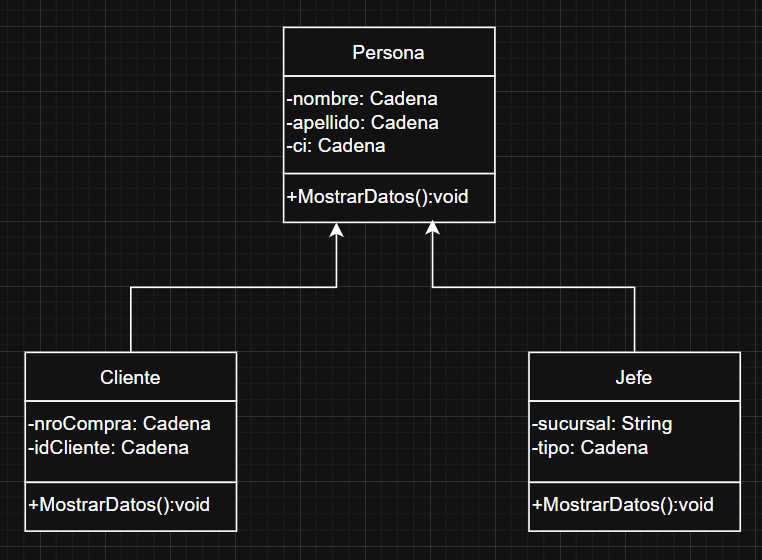 Persona
-nombre: Cadena
-apellido: Cadena
-ci: Cadena
+MostrarDatos():void
Cliente
-nroCompra: Cadena
-idCliente: Cadena
+MostrarDatos():void
Jefe
-sucursal: String
-tipo: Cadena
+MostrarDatos():void